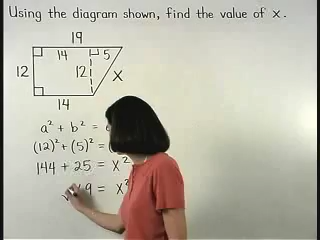 Using the diagram shown, find the value of x.
19
14 5
12 12 x
14
a² + b² =
(12)² + (5)² = (
144 + 25 = x²
9 = x²